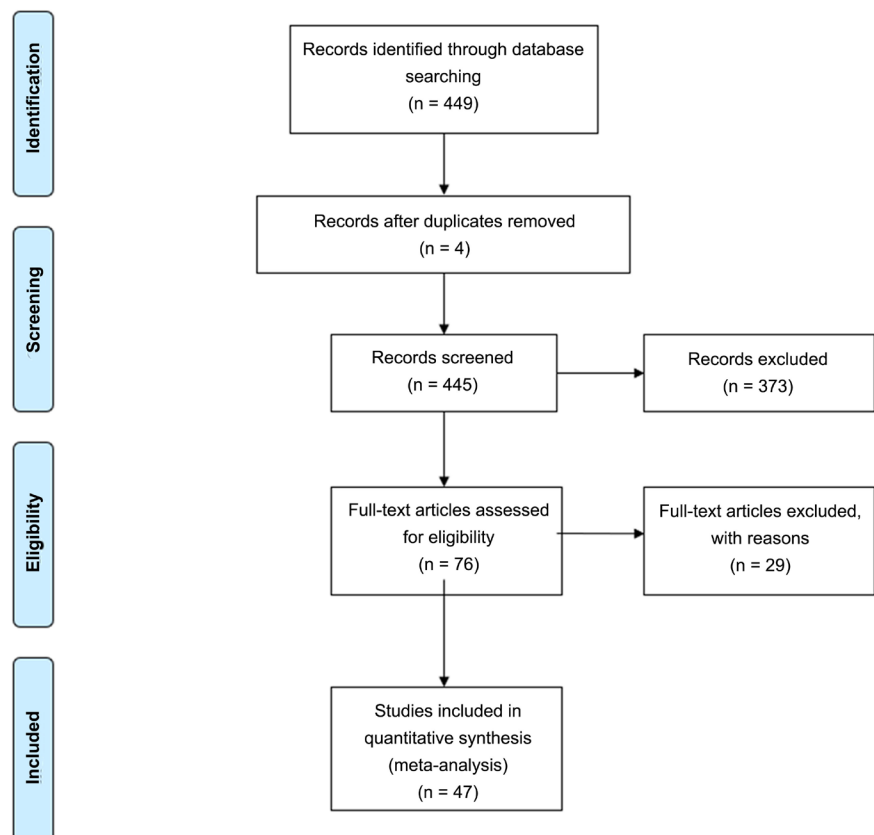 Identification
Records identified through database
searching
(n = 449)
Records after duplicates removed
(n = 4)
Screening
Records screened
(n = 445)
Records excluded
(n = 373)
Eligibility
Full-text articles assessed
for eligibility
(n = 76)
Full-text articles excluded,
with reasons
(n = 29)
Included
Studies included in
quantitative synthesis
(meta-analysis)
(n = 47)